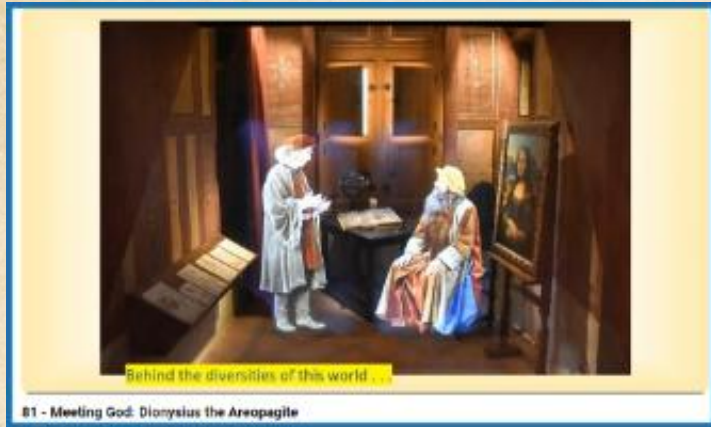 Behind the diversities of this world . . .
81 - Meeting God: Dionysius the Areopagite